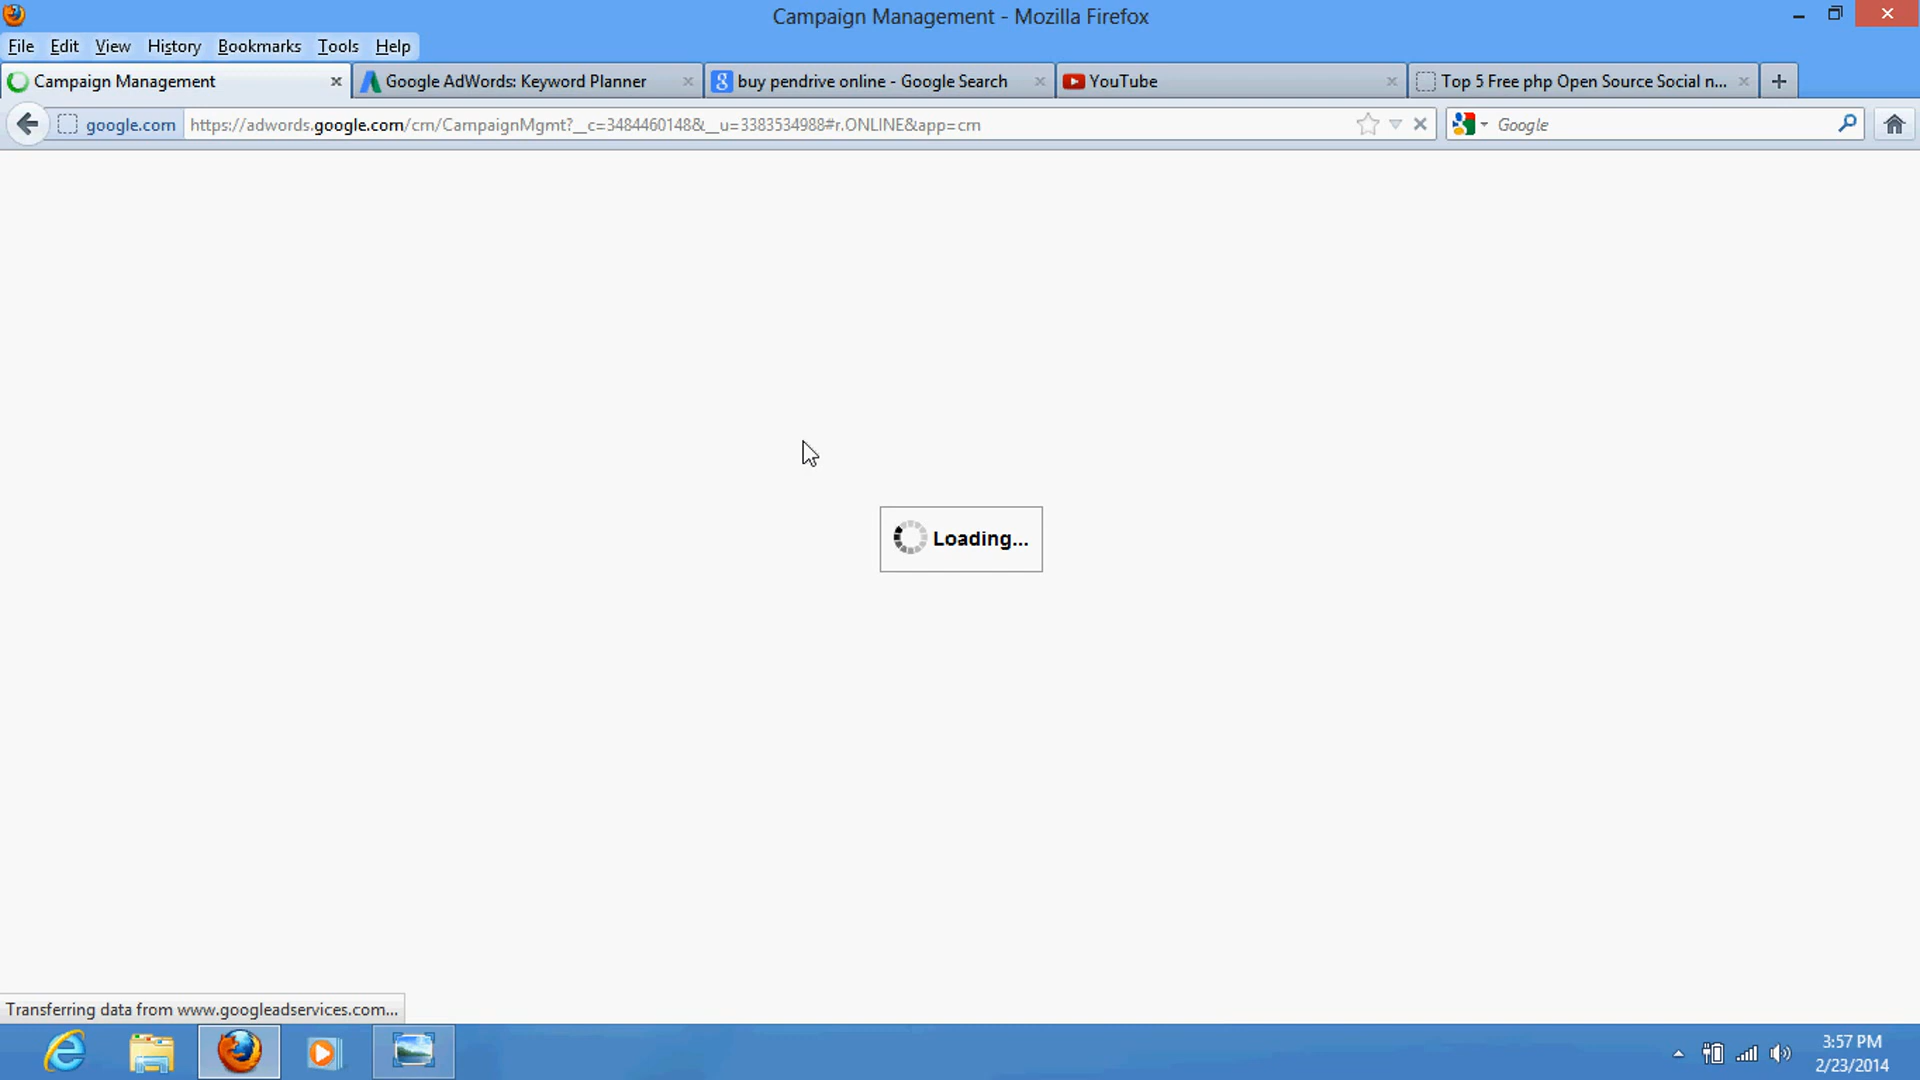 Campaign Management - Mozilla Firefox
File Edit View History Bookmarks Tools Help
Campaign Management Google AdWords: Keyword Planner buy pendrive online - Google Search YouTube Top 5 Free php Open Source Social n...
google.com https://adwords.google.com/cm/CampaignMgmt?__c=3484460148&__u=3383534988#r.ONLINE&app=cm Google
Loading...
Transferring data from www.googleadservices.com...
3:57 PM
2/23/2014